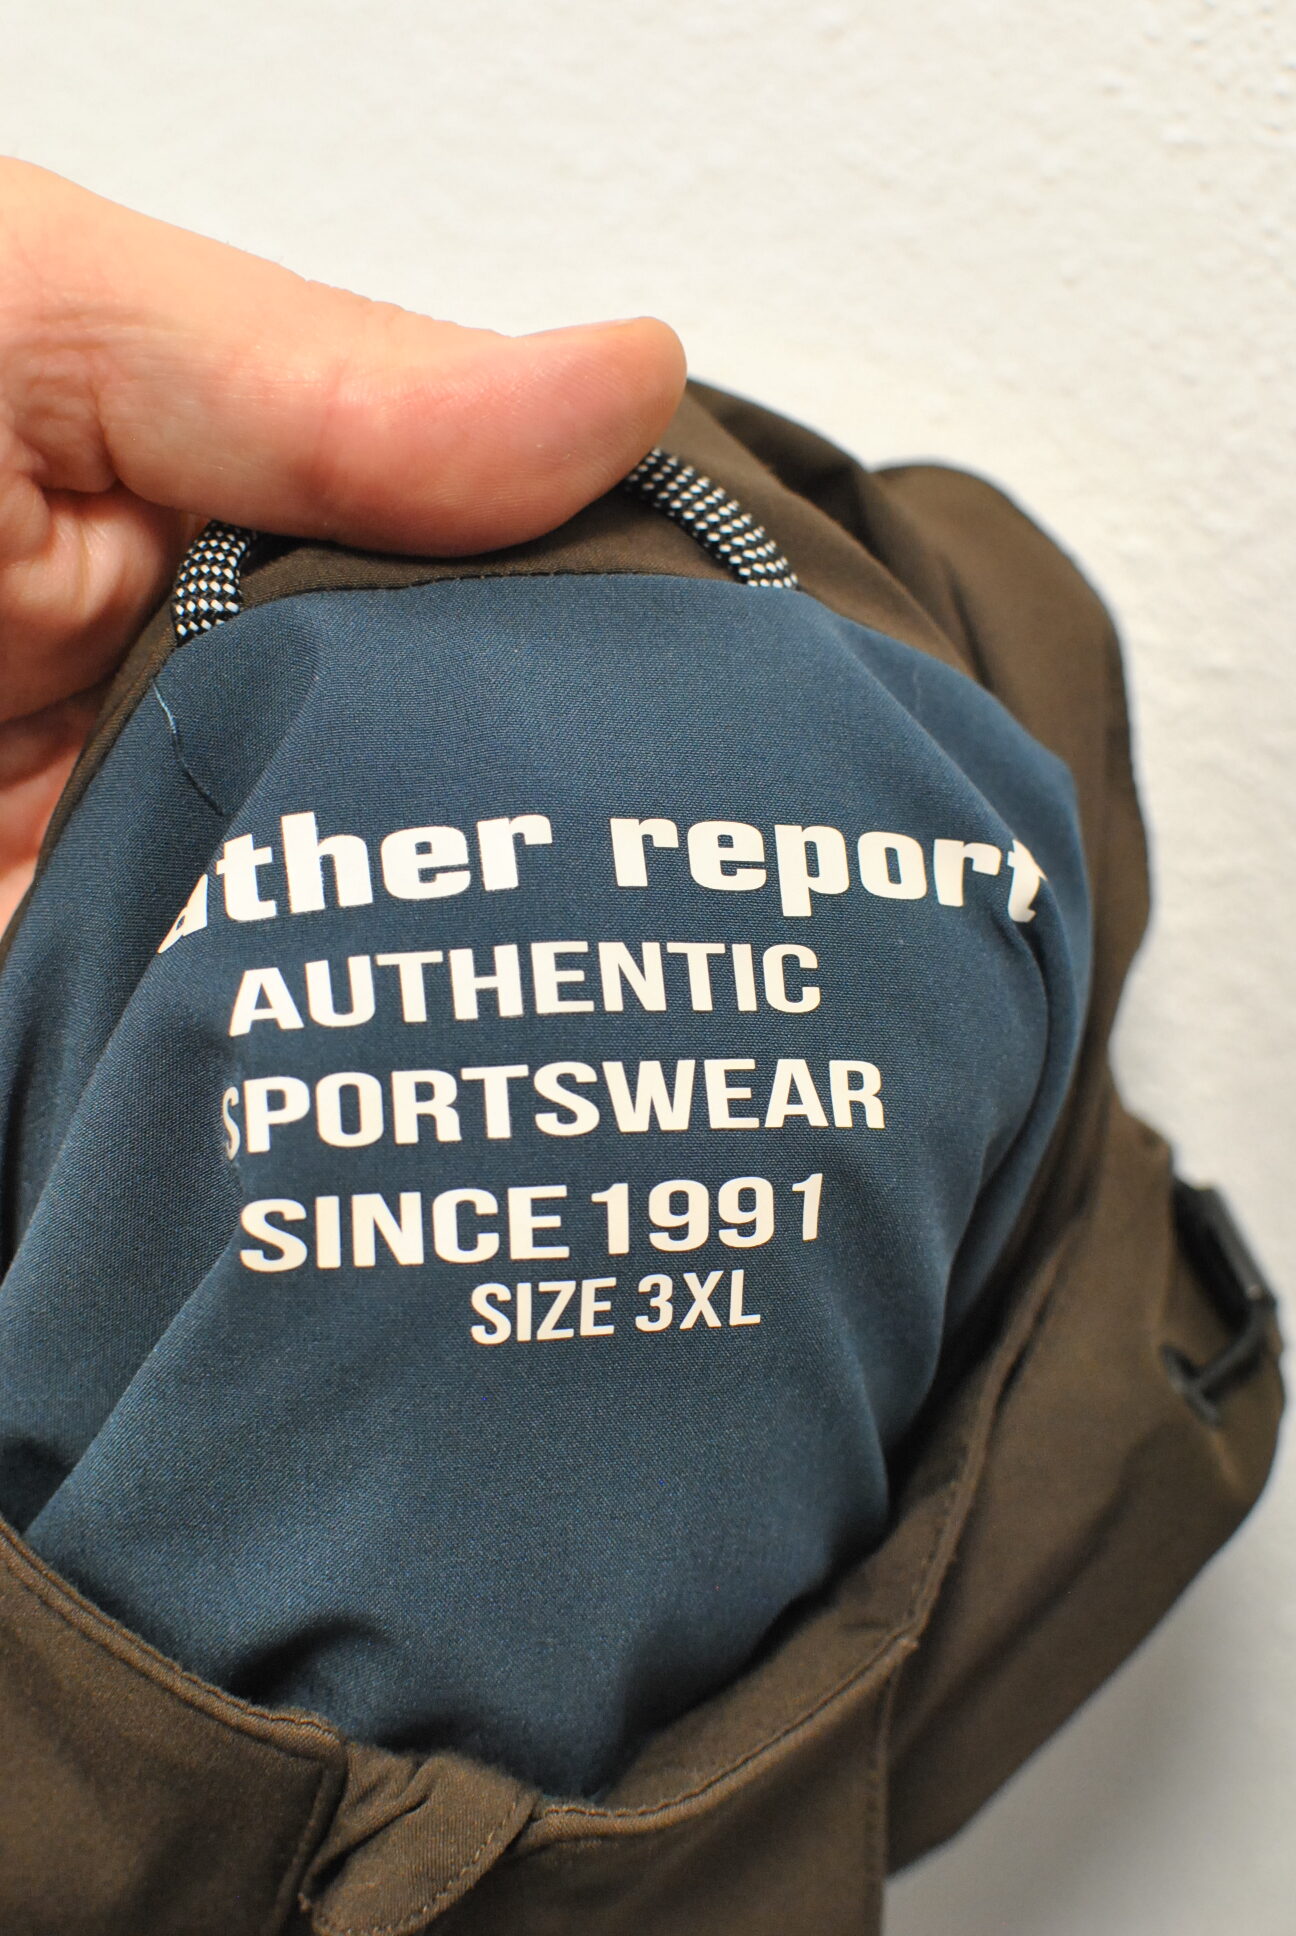 ather report
AUTHENTIC
SPORTSWEAR
SINCE 1991
SIZE 3XL